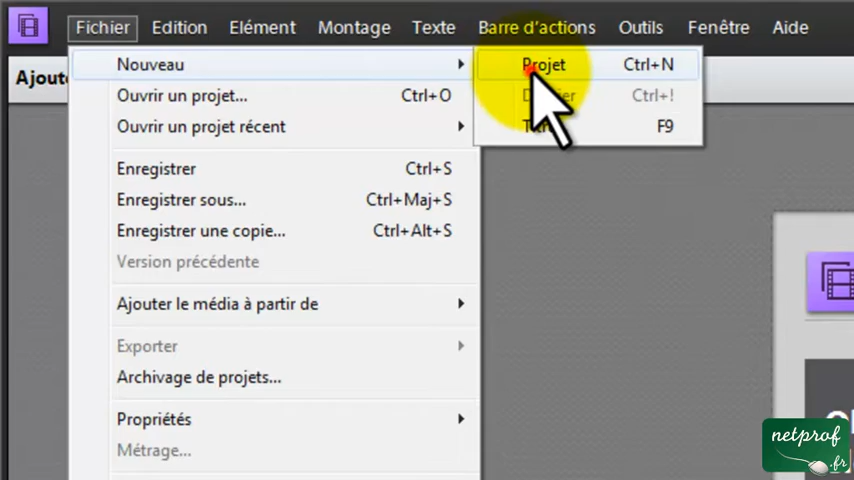 Fichier Edition Elément Montage Texte Barre d'actions Outils Fenêtre Aide
Nouveau
Projet Ctrl+N
Ouvrir un projet... Ctrl+O
Ctrl+!
Ouvrir un projet récent
F9
Enregistrer Ctrl+S
Enregistrer sous... Ctrl+Maj+S
Enregistrer une copie... Ctrl+Alt+S
Version précédente
Ajouter le média à partir de
Exporter
Archivage de projets...
Propriétés
Métrage...
netprof
.fr